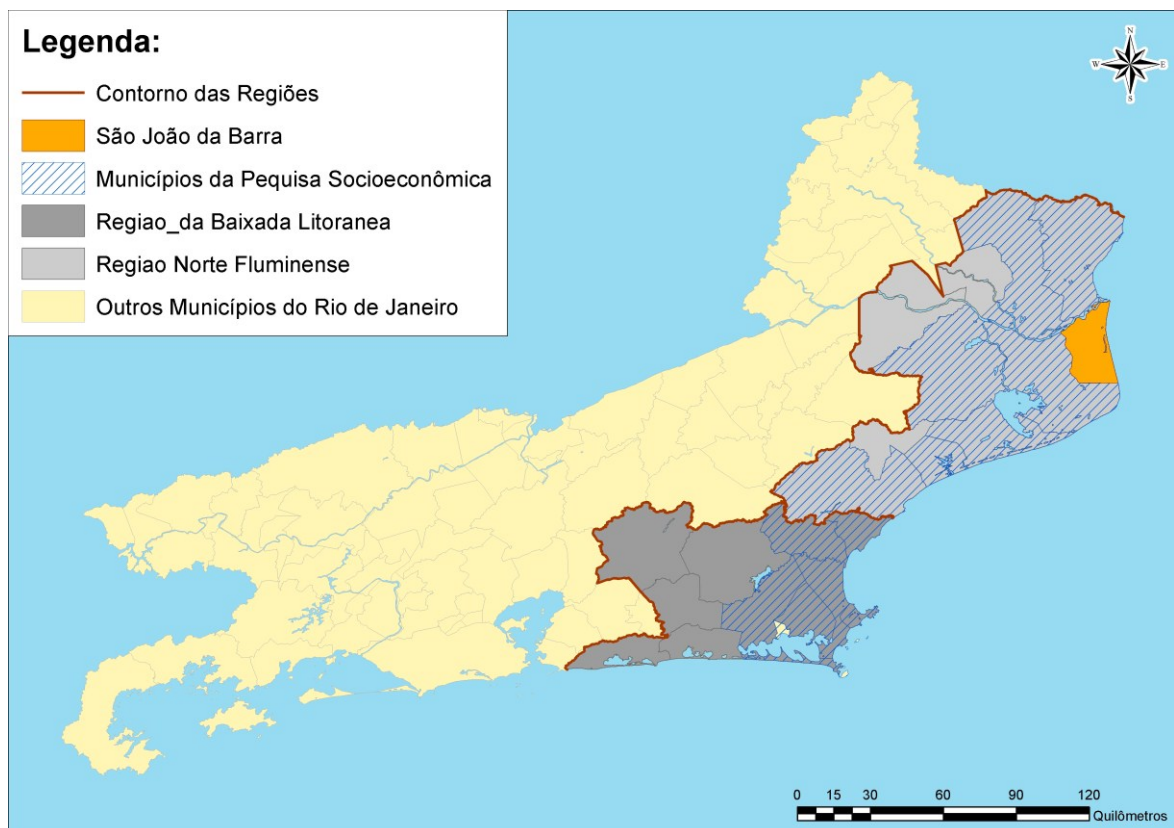 Legenda:
Contorno das Regiões
São João da Barra
Municípios da Pequisa Socioeconômica
Regiao_da Baixada Litoranea
Regiao Norte Fluminense
Outros Municípios do Rio de Janeiro
N
W E
S
0 15 30 60 90 120
Quilômetros